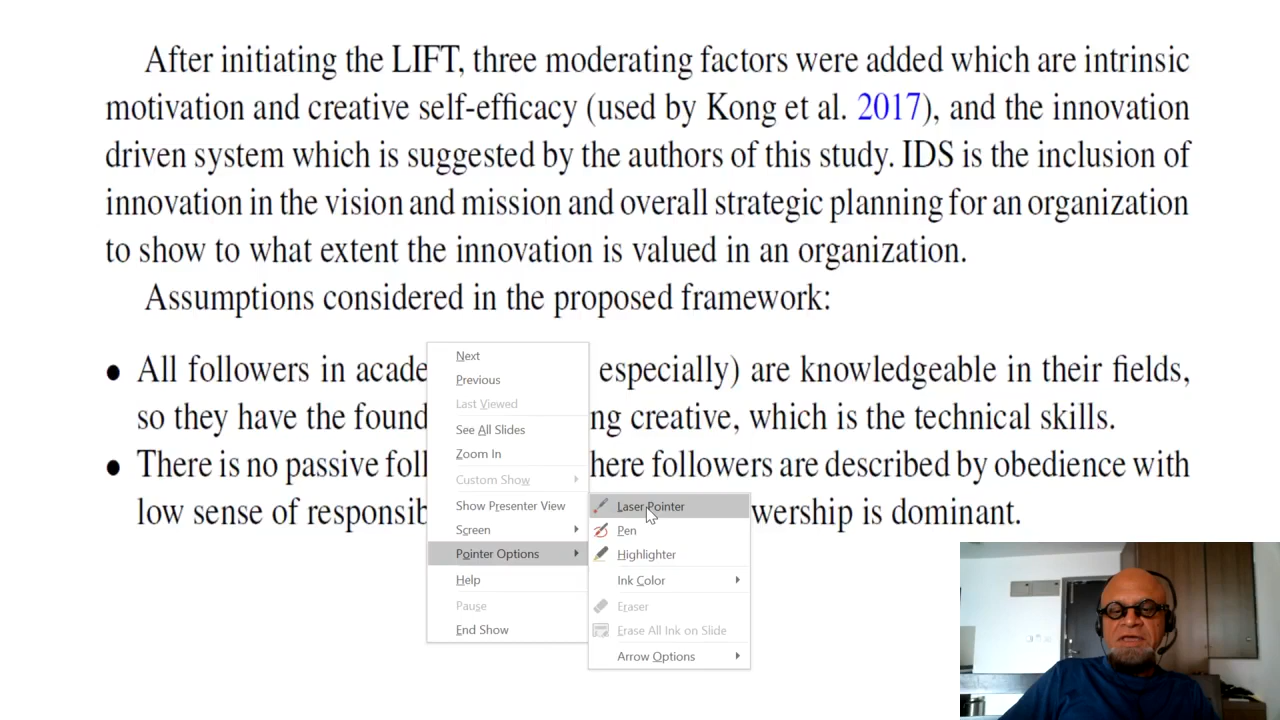 After initiating the LIFT, three moderating factors were added which are intrinsic
motivation and creative self-efficacy (used by Kong et al. 2017), and the innovation
driven system which is suggested by the authors of this study. IDS is the inclusion of
innovation in the vision and mission and overall strategic planning for an organization
to show to what extent the innovation is valued in an organization.
Assumptions considered in the proposed framework:
• All followers in especially) are knowledgeable in their fields,
so they have the creative, which is the technical skills.
• There is no passive followers are described by obedience with
low sense of is dominant.
Next
Previous
Last Viewed
See All Slides
Zoom In
Custom Show
Show Presenter View
Screen
Pointer Options
Help
Pause
End Show
Laser Pointer
Pen
Highlighter
Ink Color
Eraser
Erase All Ink on Slide
Arrow Options